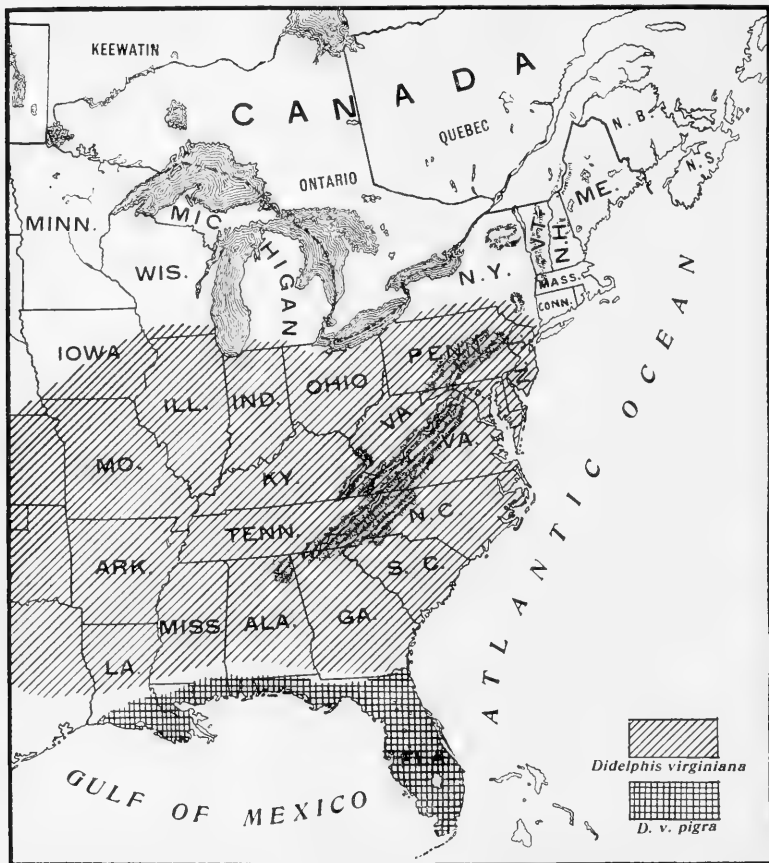 KEEWATIN
CANADA
QUEBEC
ONTARIO
N.B.
N.S.
ME.
MINN.
MICHIGAN
WIS.
N.Y.
VT.
N.H.
MASS.
CONN.
IOWA
PENN.
ILL.
IND.
OHIO
VA
VA.
MO.
KY.
TENN.
N.C
ARK.
S. C.
MISS
ALA.
GA.
LA.
FLA
ATLANTIC OCEAN
GULF OF MEXICO
Didelphis virginiana
D. v. pigra